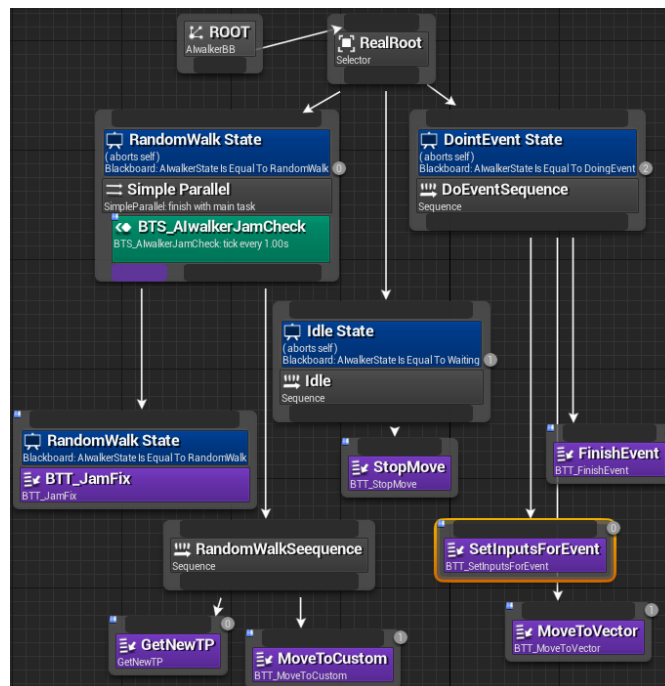 ROOT
AIwalkerBB
RealRoot
Selector
RandomWalk State
( aborts self )
Blackboard: AIwalkerState Is Equal To RandomWalk
0
Simple Parallel
SimpleParallel: finish with main task
BTS_AIwalkerJamCheck
BTS_AIwalkerJamCheck: tick every 1.00s
DointEvent State
( aborts self )
Blackboard: AIwalkerState Is Equal To DoingEvent
2
DoEventSequence
Sequence
Idle State
( aborts self )
Blackboard: AIwalkerState Is Equal To Waiting
1
Idle
Sequence
RandomWalk State
Blackboard: AIwalkerState Is Equal To RandomWalk
BTT_JamFix
BTT_JamFix
StopMove
BTT_StopMove
FinishEvent
BTT_FinishEvent
RandomWalkSeequence
Sequence
0
SetInputsForEvent
BTT_SetInputsForEvent
0
GetNewTP
GetNewTP
1
MoveToCustom
BTT_MoveToCustom
1
MoveToVector
BTT_MoveToVector